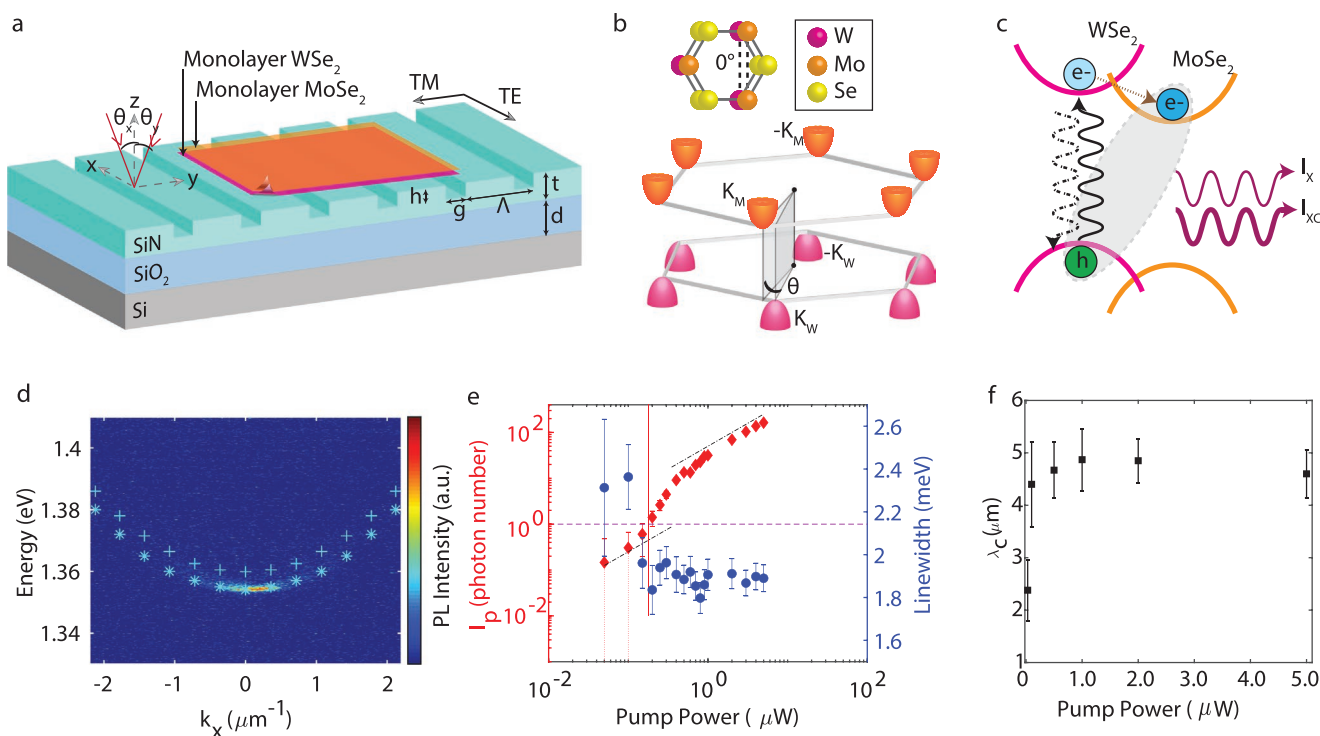 a
Monolayer WSe2
Monolayer MoSe2
TM
TE
z
θx
θy
x
y
h
g
Λ
t
d
SiN
SiO2
Si
b
0°
W
Mo
Se
-KM
KM
-KW
θ
KW
c
WSe2
MoSe2
e-
e-
h
IX
IXC
d
1.4
1.38
1.36
1.34
Energy (eV)
-2
-1
0
1
2
kx (μm-1)
PL Intensity (a.u.)
e
10^2
10^0
10^-2
Ip (photon number)
10^-2
10^0
10^2
Pump Power ( μW)
2.6
2.4
2.2
2
1.8
1.6
Linewidth (meV)
f
6
5
4
3
2
1
λC (μm)
0
1.0
2.0
3.0
4.0
5.0
Pump Power ( μW)